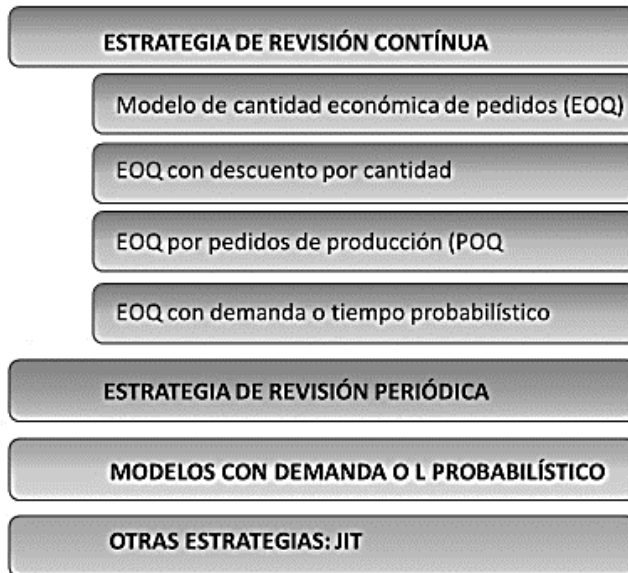 ESTRATEGIA DE REVISIÓN CONTÍNUA
Modelo de cantidad económica de pedidos (EOQ)
EOQ con descuento por cantidad
EOQ por pedidos de producción (POQ
EOQ con demanda o tiempo probabilístico
ESTRATEGIA DE REVISIÓN PERIÓDICA
MODELOS CON DEMANDA O L PROBABILÍSTICO
OTRAS ESTRATEGIAS: JIT